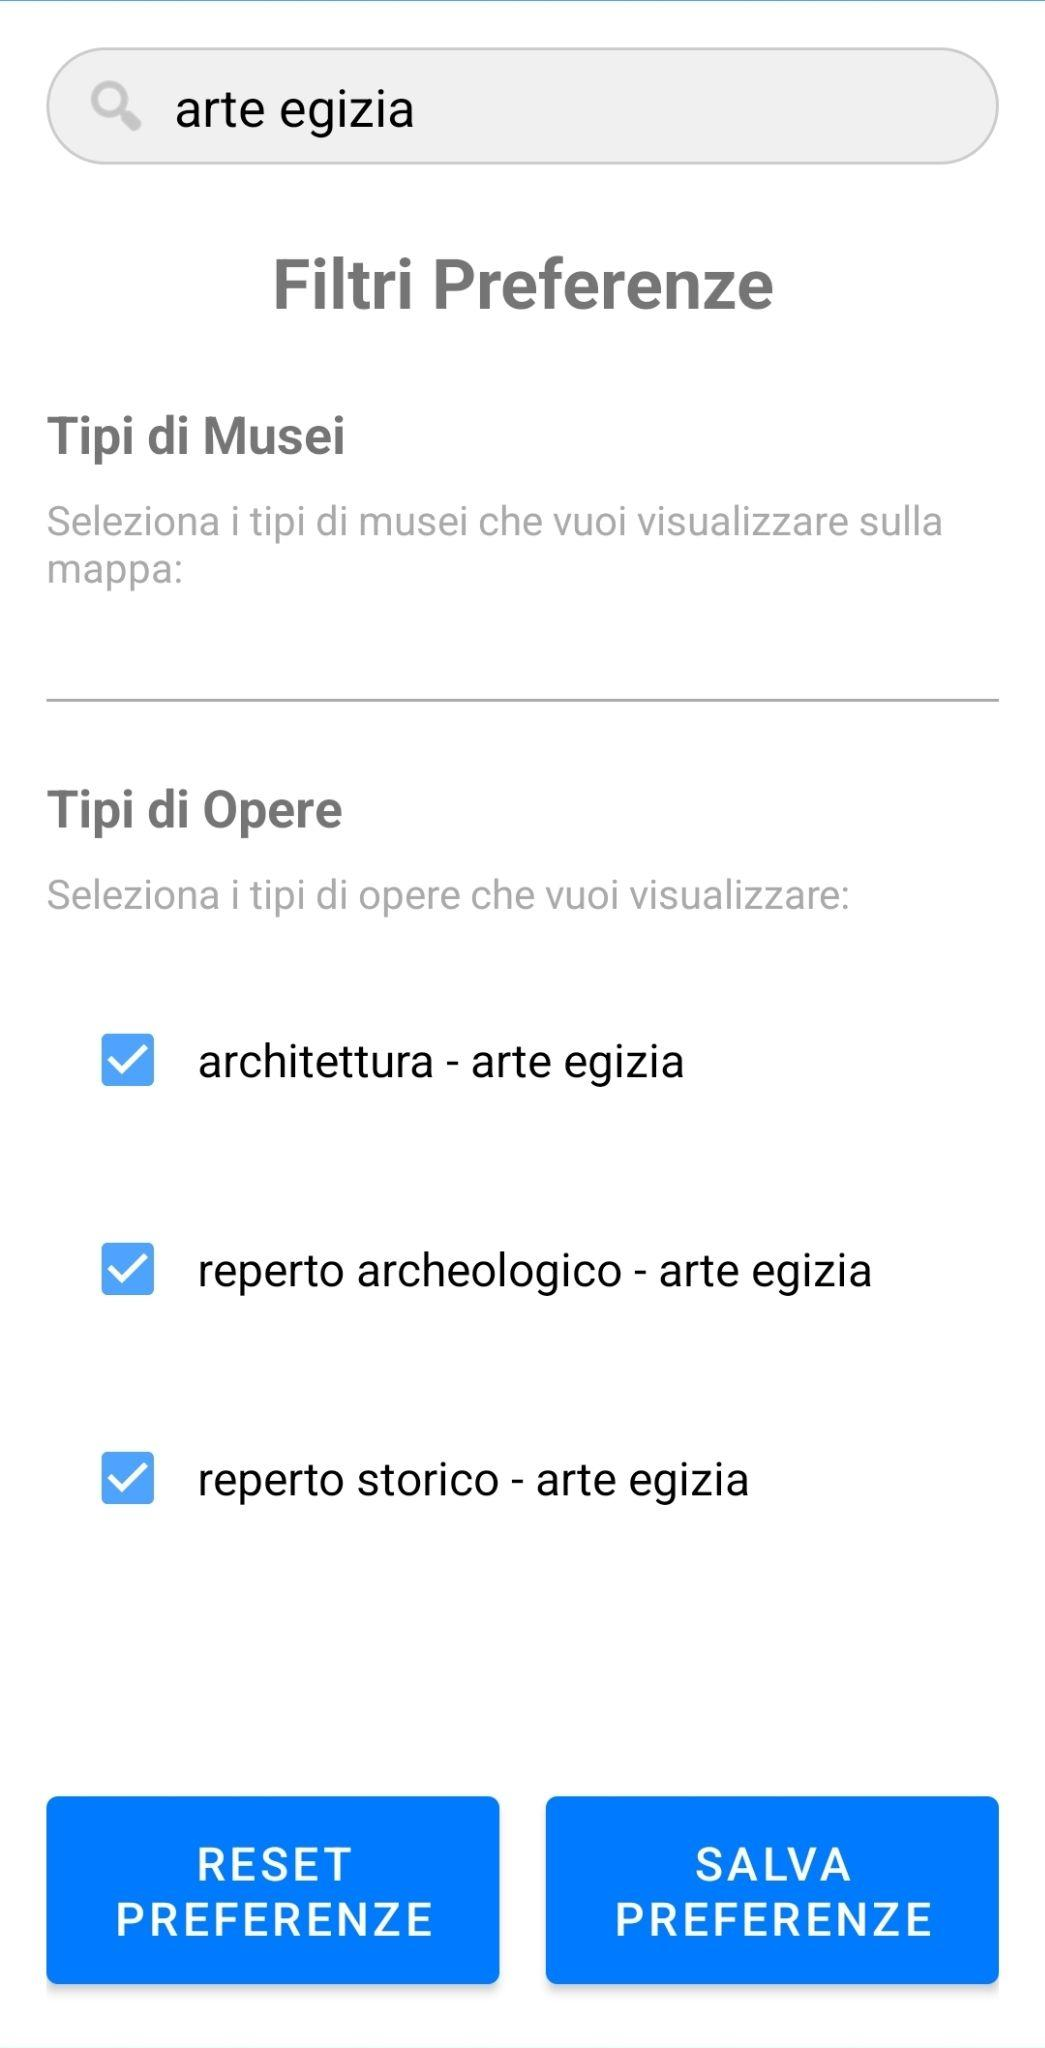 arte egizia
Filtri Preferenze
Tipi di Musei
Seleziona i tipi di musei che vuoi visualizzare sulla
mappa:
Tipi di Opere
Seleziona i tipi di opere che vuoi visualizzare:
architettura - arte egizia
reperto archeologico - arte egizia
reperto storico - arte egizia
RESET
PREFERENZE
SALVA
PREFERENZE